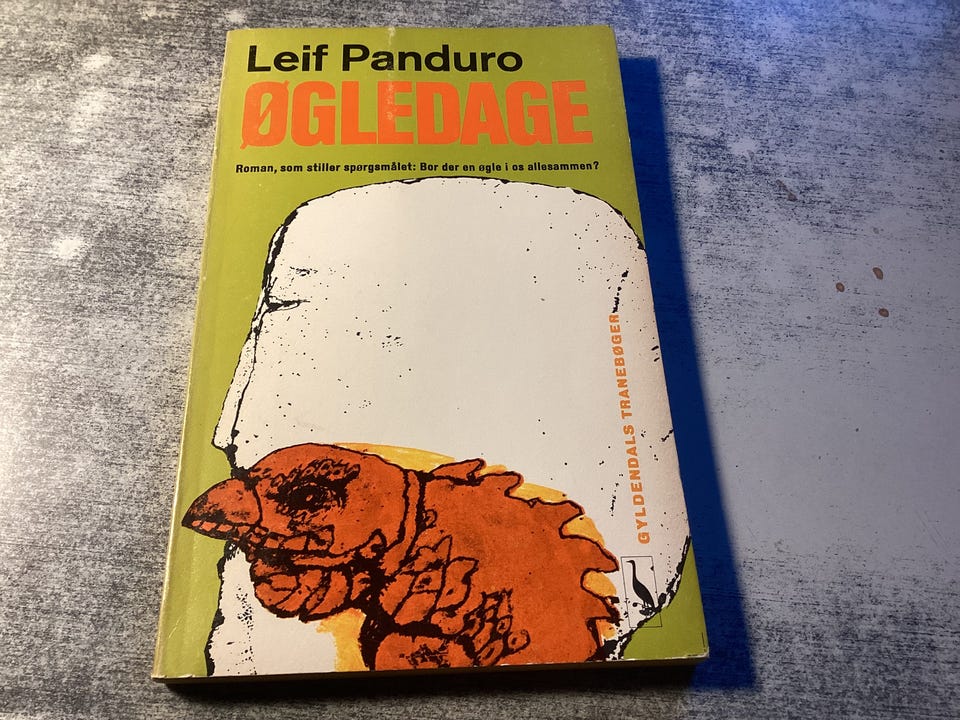 Leif Panduro
ØGLEDAGE
Roman, som stiller spørgsmålet: Bor der en øgle i os allesammen?
GYLDENDALS TRANEBØGER